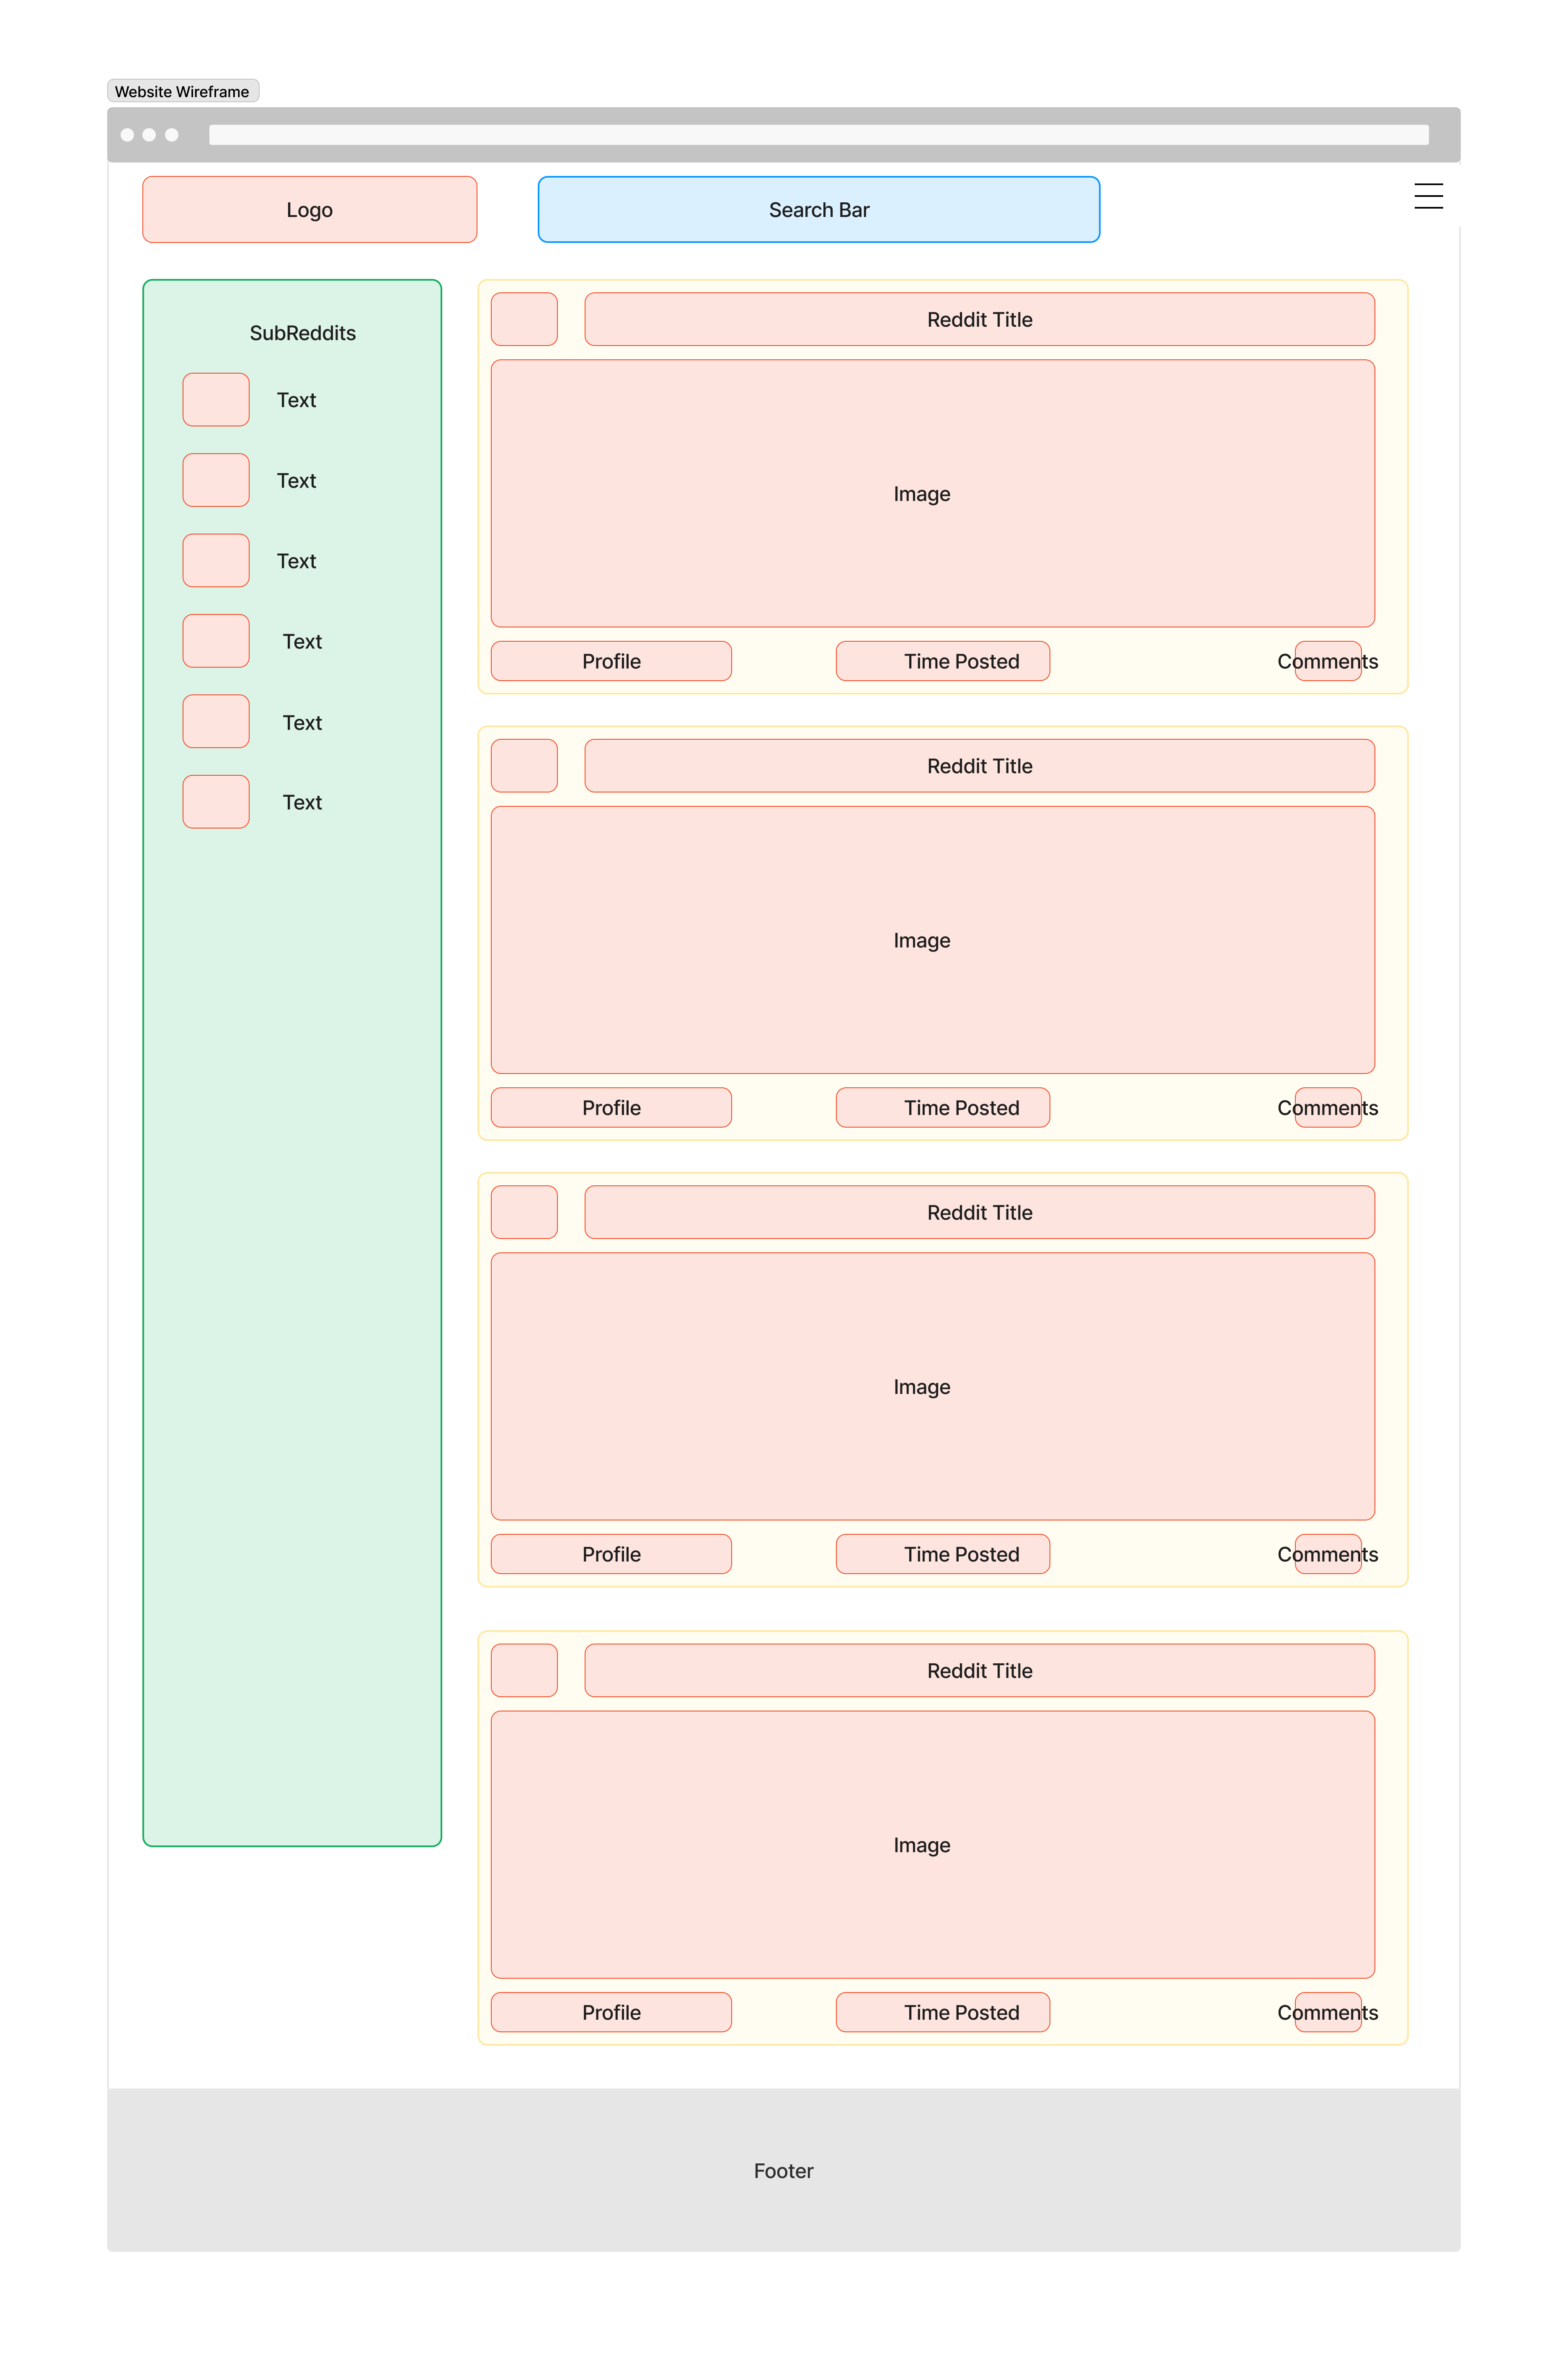 Website Wireframe
Logo
Search Bar
SubReddits
Text
Text
Text
Text
Text
Text
Reddit Title
Image
Profile
Time Posted
Comments
Reddit Title
Image
Profile
Time Posted
Comments
Reddit Title
Image
Profile
Time Posted
Comments
Reddit Title
Image
Profile
Time Posted
Comments
Footer